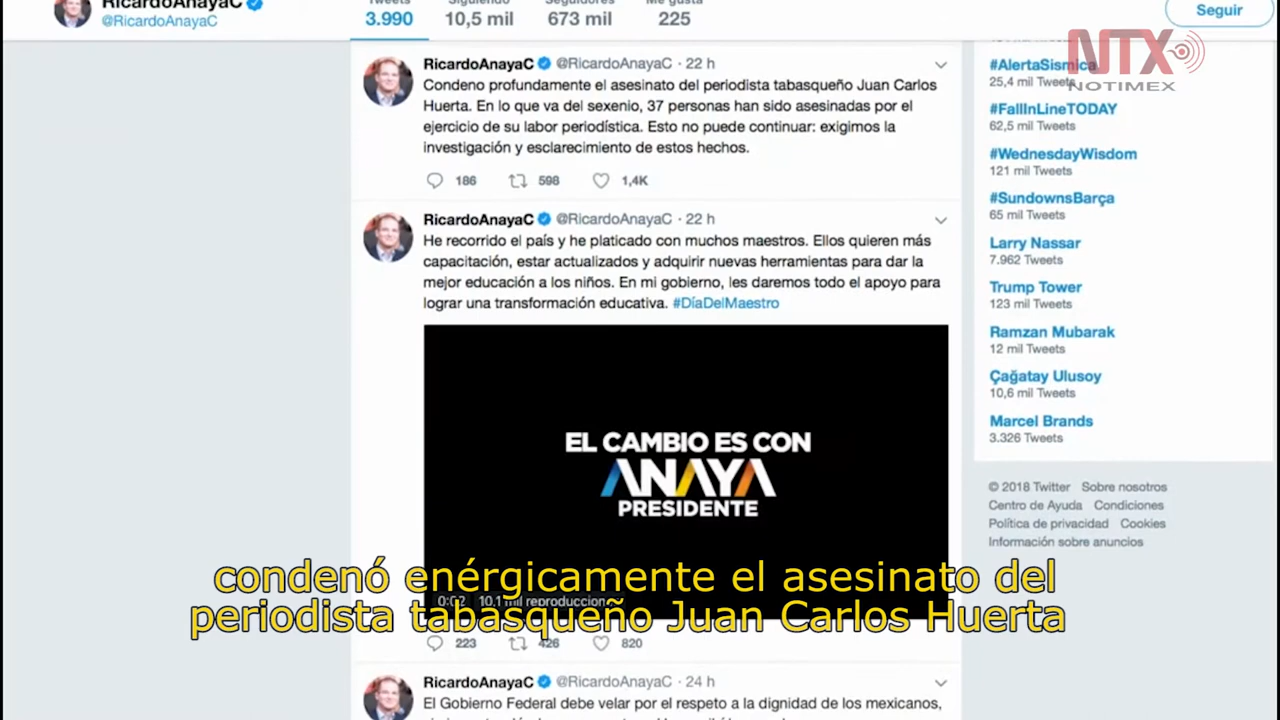 RicardoAnayaC
@RicardoAnayaC
Tweets
Siguiendo
Seguidores
Me gusta
3.990
10,5 mil
673 mil
225
Seguir
NTX
NOTIMEX
RicardoAnayaC @RicardoAnayaC · 22 h
Condeno profundamente el asesinato del periodista tabasqueño Juan Carlos
Huerta. En lo que va del sexenio, 37 personas han sido asesinadas por el
ejercicio de su labor periodística. Esto no puede continuar: exigimos la
investigación y esclarecimiento de estos hechos.
186 598 1,4K
RicardoAnayaC @RicardoAnayaC · 22 h
He recorrido el país y he platicado con muchos maestros. Ellos quieren más
capacitación, estar actualizados y adquirir nuevas herramientas para dar la
mejor educación a los niños. En mi gobierno, les daremos todo el apoyo para
lograr una transformación educativa. #DíaDelMaestro
EL CAMBIO ES CON
ANAYA
PRESIDENTE
0:02 10,1 mil reproducciones
223 426 820
RicardoAnayaC @RicardoAnayaC · 24 h
El Gobierno Federal debe velar por el respeto a la dignidad de los mexicanos,
#AlertaSismica
25,4 mil Tweets
#FallInLineTODAY
62,5 mil Tweets
#WednesdayWisdom
121 mil Tweets
#SundownsBarça
65 mil Tweets
Larry Nassar
7.962 Tweets
Trump Tower
123 mil Tweets
Ramzan Mubarak
12 mil Tweets
Çağatay Ulusoy
10,6 mil Tweets
Marcel Brands
3.326 Tweets
© 2018 Twitter Sobre nosotros
Centro de Ayuda Condiciones
Política de privacidad Cookies
Información sobre anuncios
condenó enérgicamente el asesinato del
periodista tabasqueño Juan Carlos Huerta